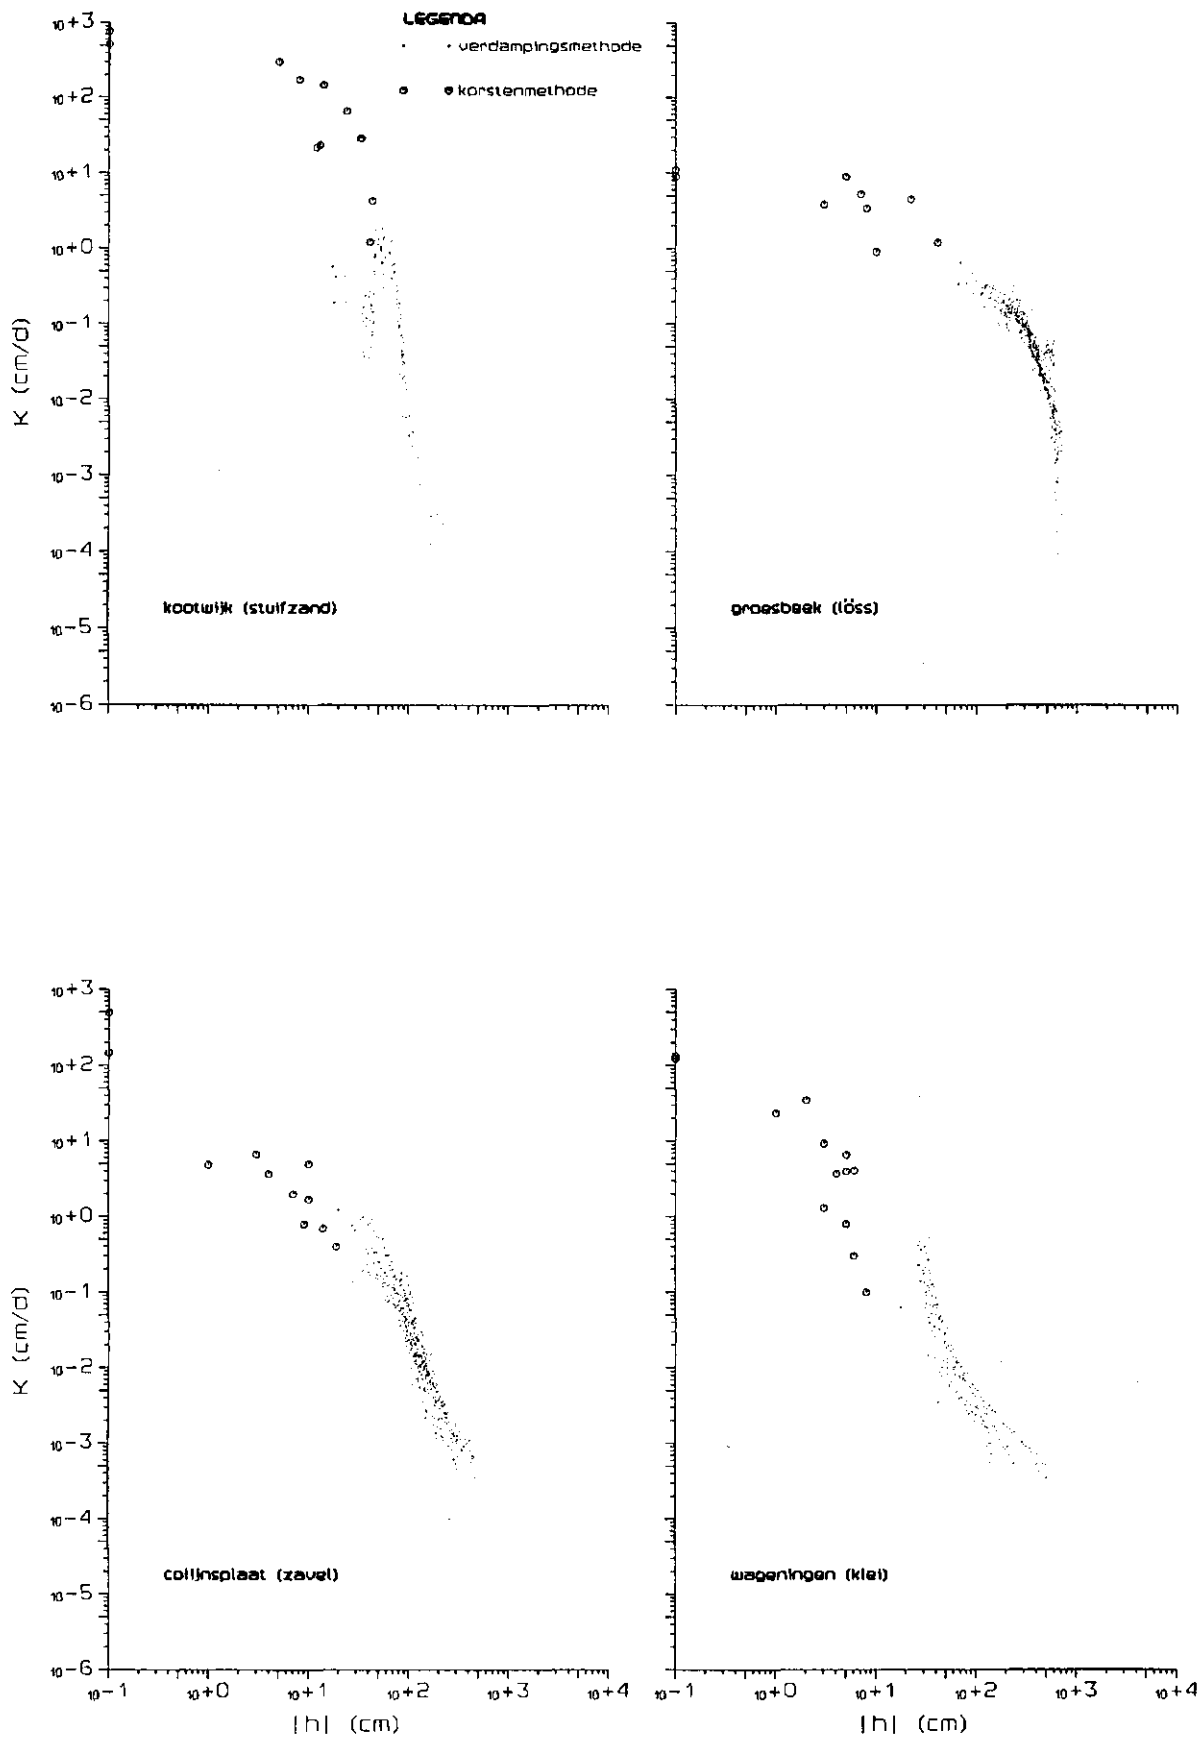 LEGENDA
verdampingsmethode
korstenmethode
10+3
10+2
10+1
10+0
10-1
10-2
10-3
10-4
10-5
10-6
K (cm/d)
kootwijk (stuifzand)
groesbeek (löss)
10+3
10+2
10+1
10+0
10-1
10-2
10-3
10-4
10-5
10-6
K (cm/d)
colijnsplaat (zavel)
wageningen (klei)
10-1 10+0 10+1 10+2 10+3 10+4
10-1 10+0 10+1 10+2 10+3 10+4
|h| (cm)
|h| (cm)